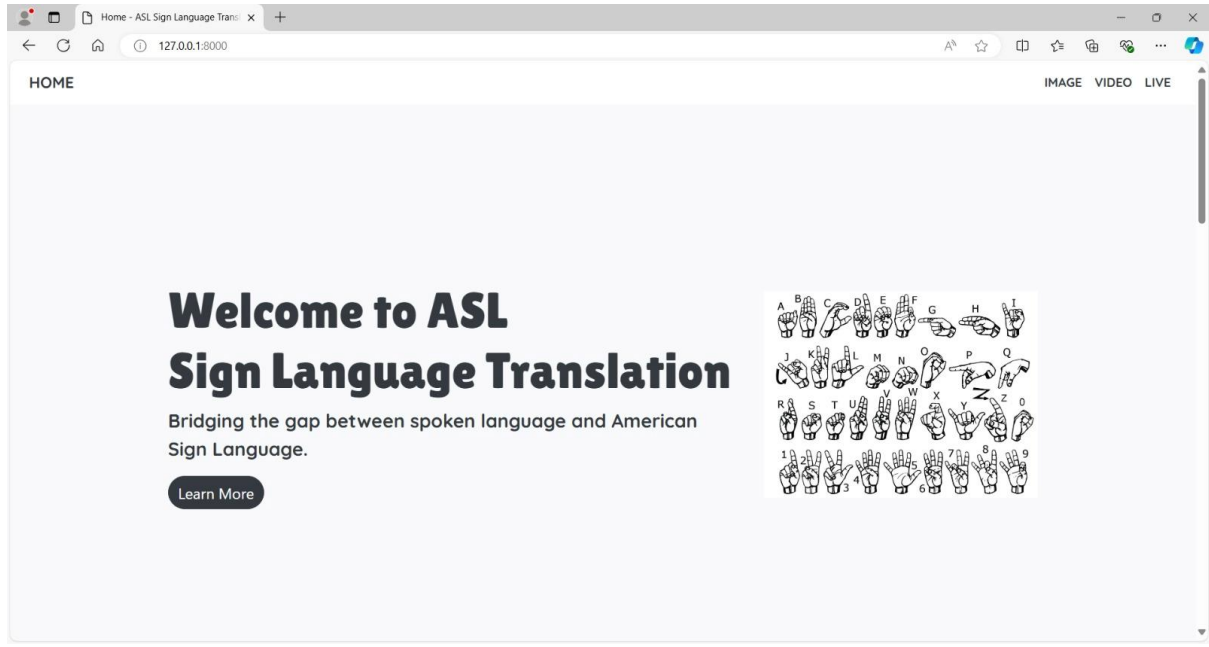 Home - ASL Sign Language Transl
127.0.0.1:8000
HOME
IMAGE VIDEO LIVE
Welcome to ASL
Sign Language Translation
Bridging the gap between spoken language and American
Sign Language.
Learn More
A B C D E F G H I
J K L M N O P Q
R S T U V W X Y Z 0
1 2 3 4 5 6 7 8 9